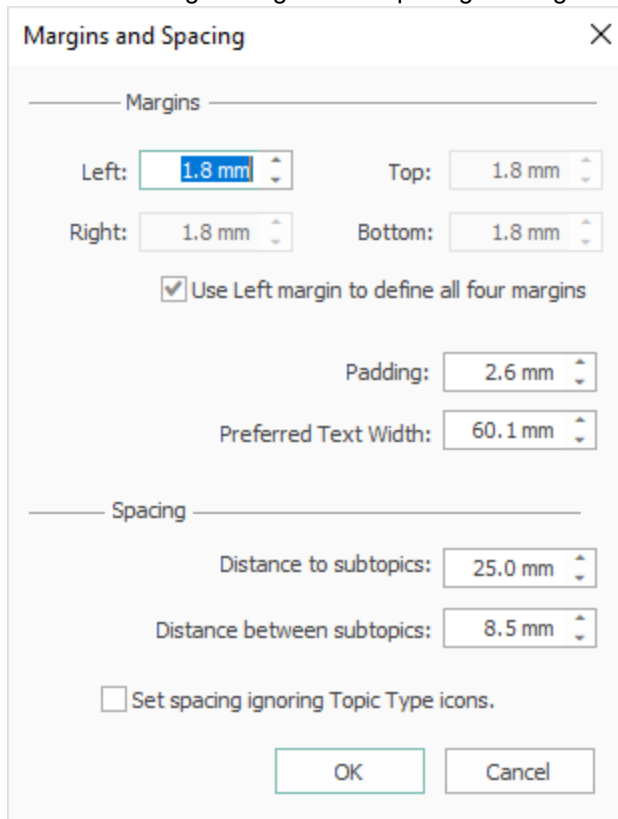 Margins and Spacing
Margins
Left: 1.8 mm Top: 1.8 mm
Right: 1.8 mm Bottom: 1.8 mm
Use Left margin to define all four margins
Padding: 2.6 mm
Preferred Text Width: 60.1 mm
Spacing
Distance to subtopics: 25.0 mm
Distance between subtopics: 8.5 mm
Set spacing ignoring Topic Type icons.
OK Cancel